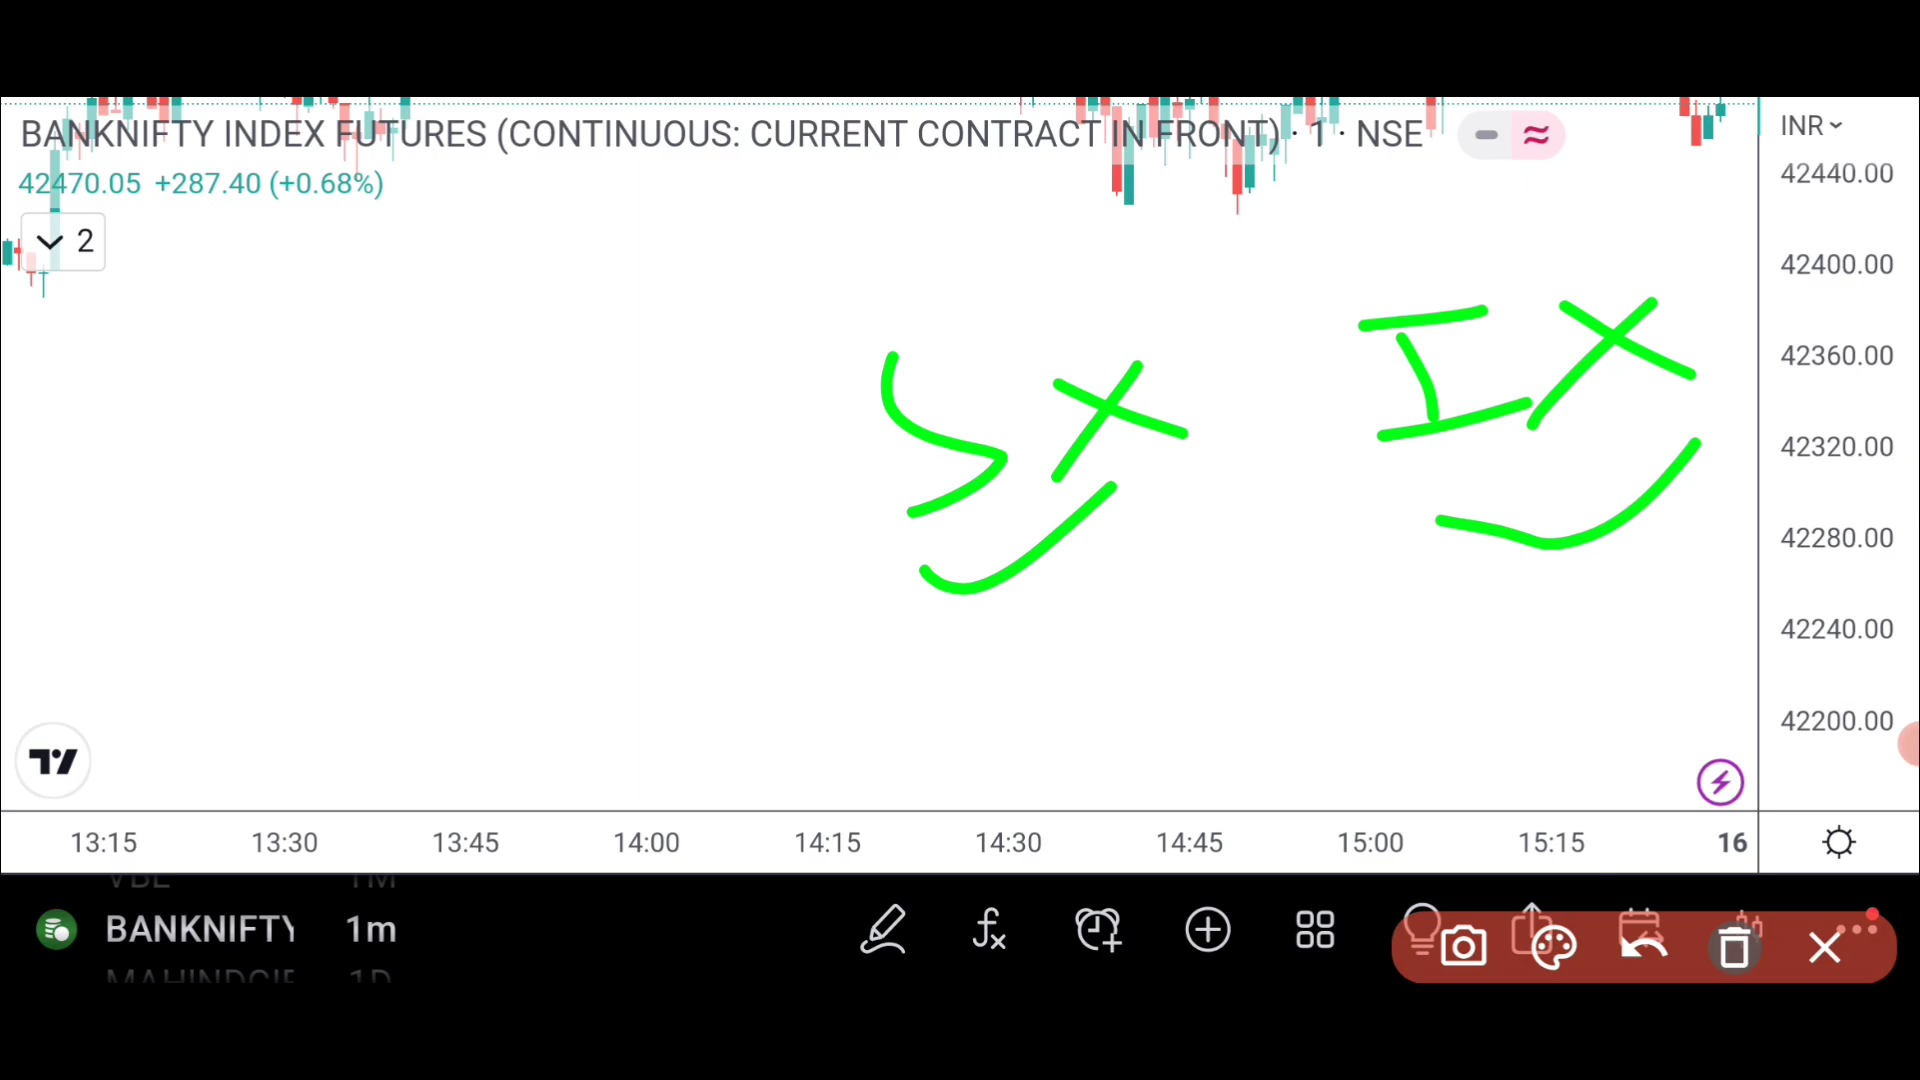 BANKNIFTY INDEX FUTURES (CONTINUOUS: CURRENT CONTRACT IN FRONT) · 1 · NSE
42470.05 +287.40 (+0.68%)
2
INR
42440.00
42400.00
42360.00
42320.00
42280.00
42240.00
42200.00
SX
IX
13:15 13:30 13:45 14:00 14:15 14:30 14:45 15:00 15:15 16
BANKNIFTY 1m